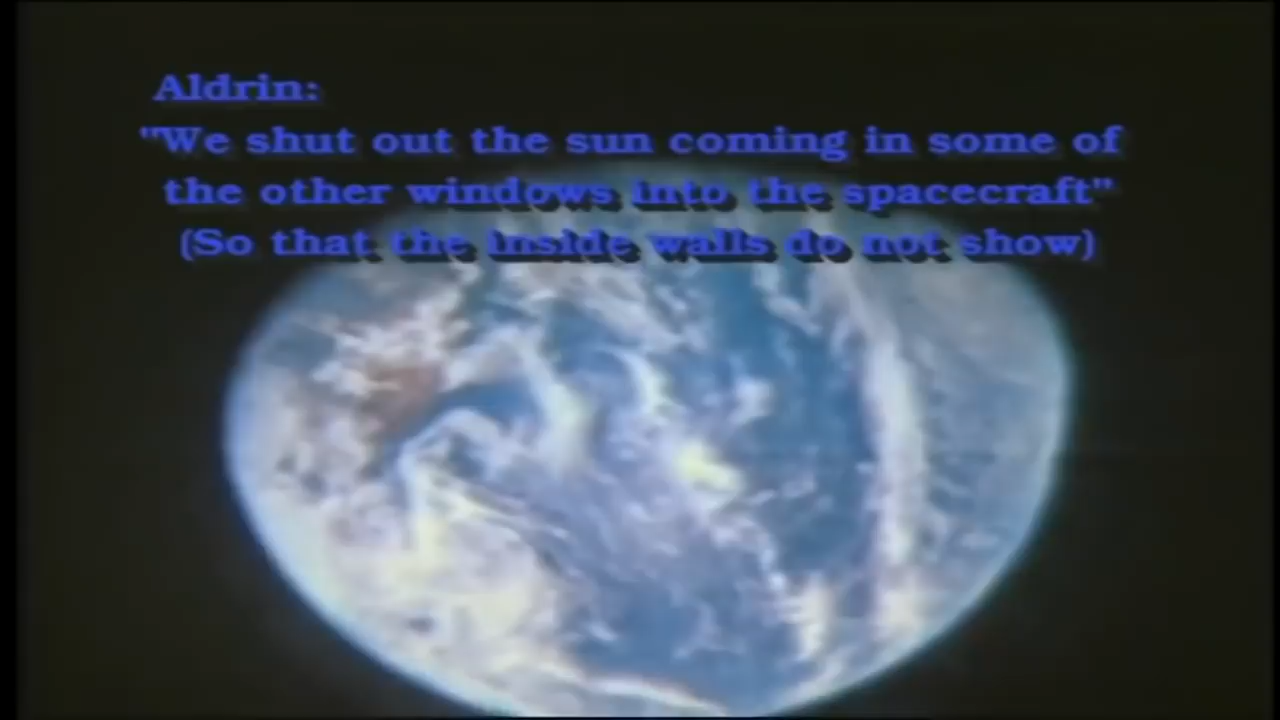 Aldrin:
"We shut out the sun coming in some of
the other windows into the spacecraft"
(So that the inside walls do not show)